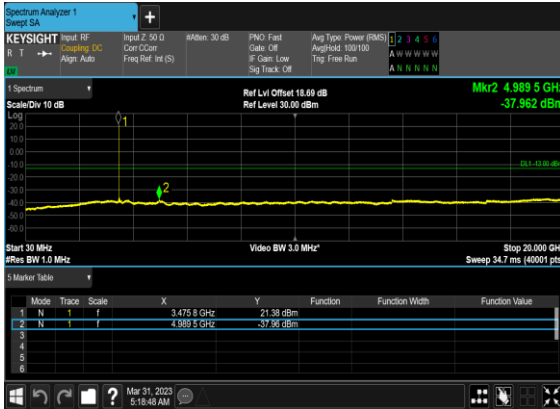 Spectrum Analyzer 1
Swept SA
KEYSIGHT
R T
LXI
Input: RF
Coupling: DC
Align: Auto
Input Z: 50 Ω
Corr CCorr
Freq Ref: Int (S)
#Atten: 30 dB
PNO: Fast
Gate: Off
IF Gain: Low
Sig Track: Off
Avg Type: Power (RMS)
Avg|Hold: 100/100
Trig: Free Run
1 2 3 4 5 6
A W W W W W
A N N N N N
1 Spectrum
Scale/Div 10 dB
Ref Lvl Offset 18.69 dB
Ref Level 30.00 dBm
Mkr2 4.989 5 GHz
-37.962 dBm
Log
20.0
10.0
0.00
-10.0
-20.0
-30.0
-40.0
-50.0
-60.0
1
2
DL1 -13.00 dBm
Start 30 MHz
#Res BW 1.0 MHz
Video BW 3.0 MHz*
Stop 20.000 GH
Sweep 34.7 ms (40001 pts
5 Marker Table
Mode Trace Scale X Y Function Function Width Function Value
1 N 1 f 3.475 8 GHz 21.38 dBm
2 N 1 f 4.989 5 GHz -37.96 dBm
3
4
5
6
?
Mar 31, 2023
5:18:48 AM